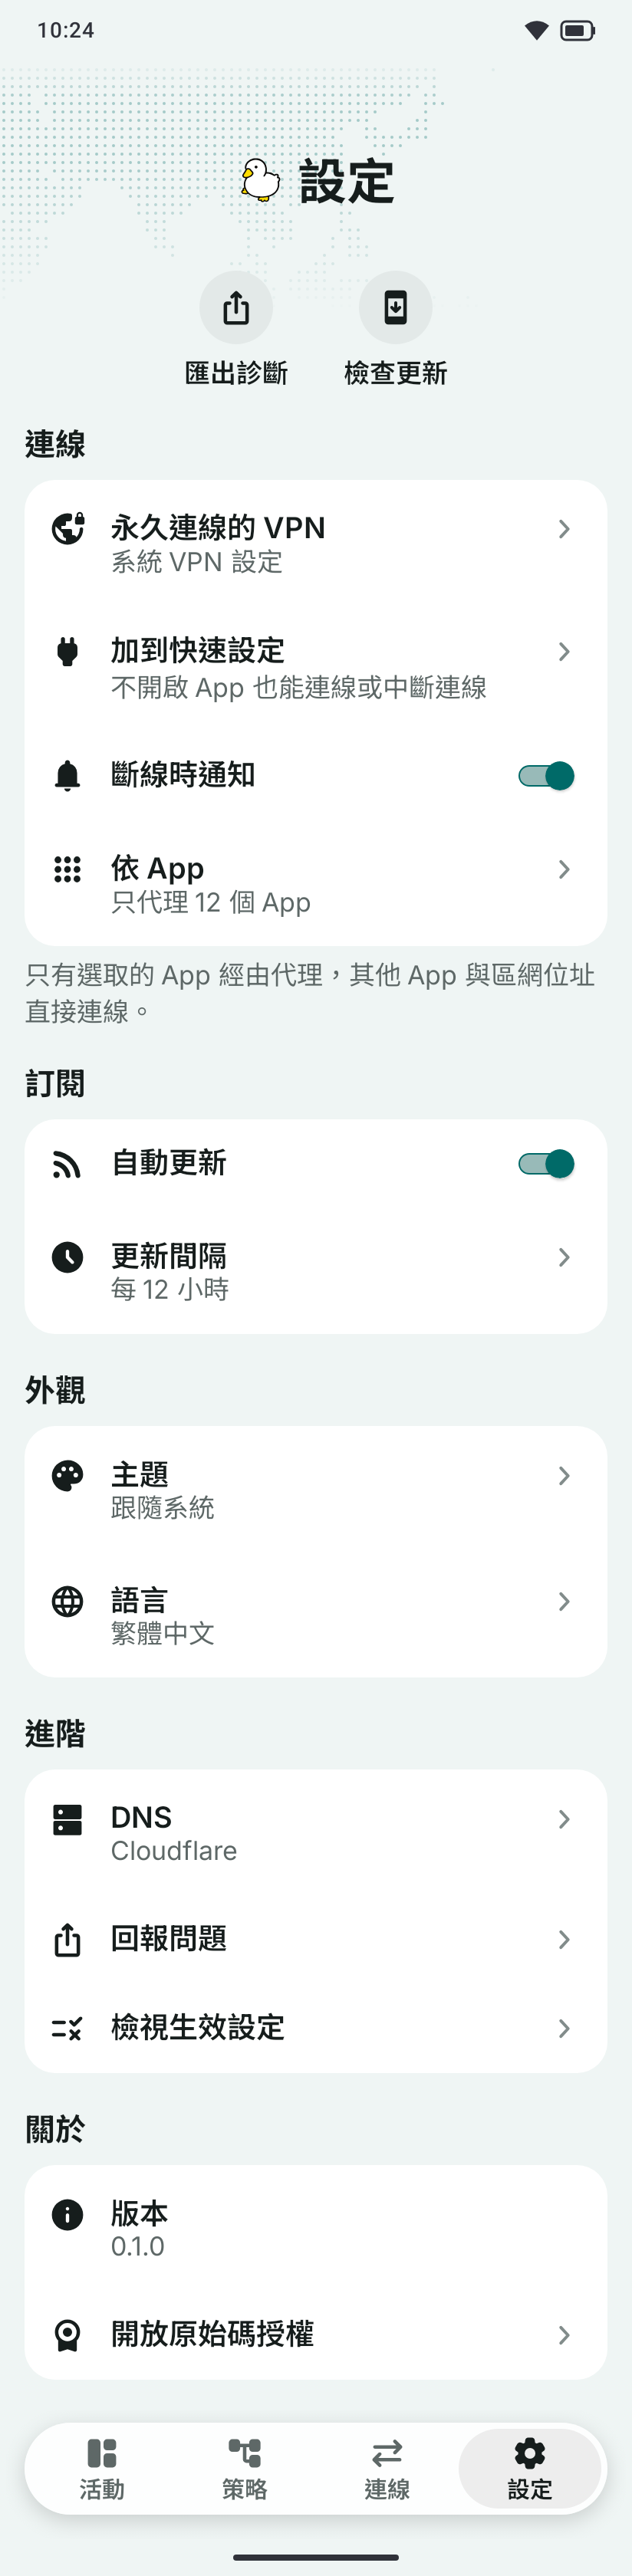 10:24
設定
匯出診斷
檢查更新
連線
永久連線的 VPN
系統 VPN 設定
加到快速設定
不開啟 App 也能連線或中斷連線
斷線時通知
依 App
只代理 12 個 App
只有選取的 App 經由代理，其他 App 與區網位址
直接連線。
訂閱
自動更新
更新間隔
每 12 小時
外觀
主題
跟隨系統
語言
繁體中文
進階
DNS
Cloudflare
回報問題
檢視生效設定
關於
版本
0.1.0
開放原始碼授權
活動
策略
連線
設定